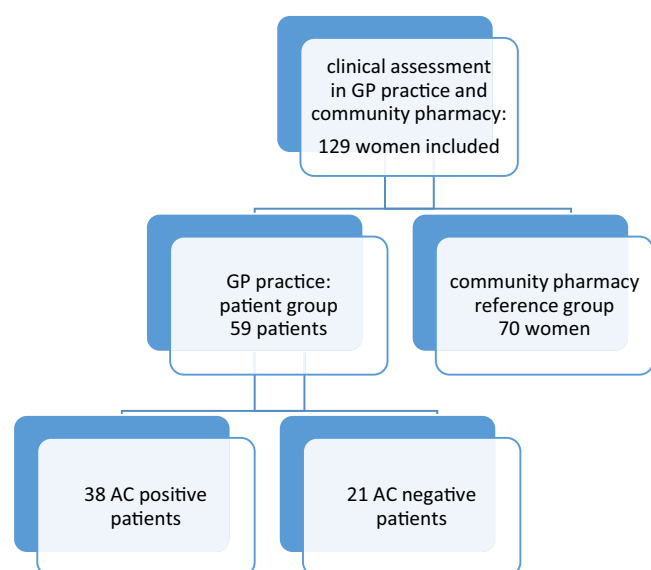 clinical assessment
in GP practice and
community pharmacy:
129 women included
GP practice:
patient group
59 patients
community pharmacy
reference group
70 women
38 AC positive
patients
21 AC negative
patients